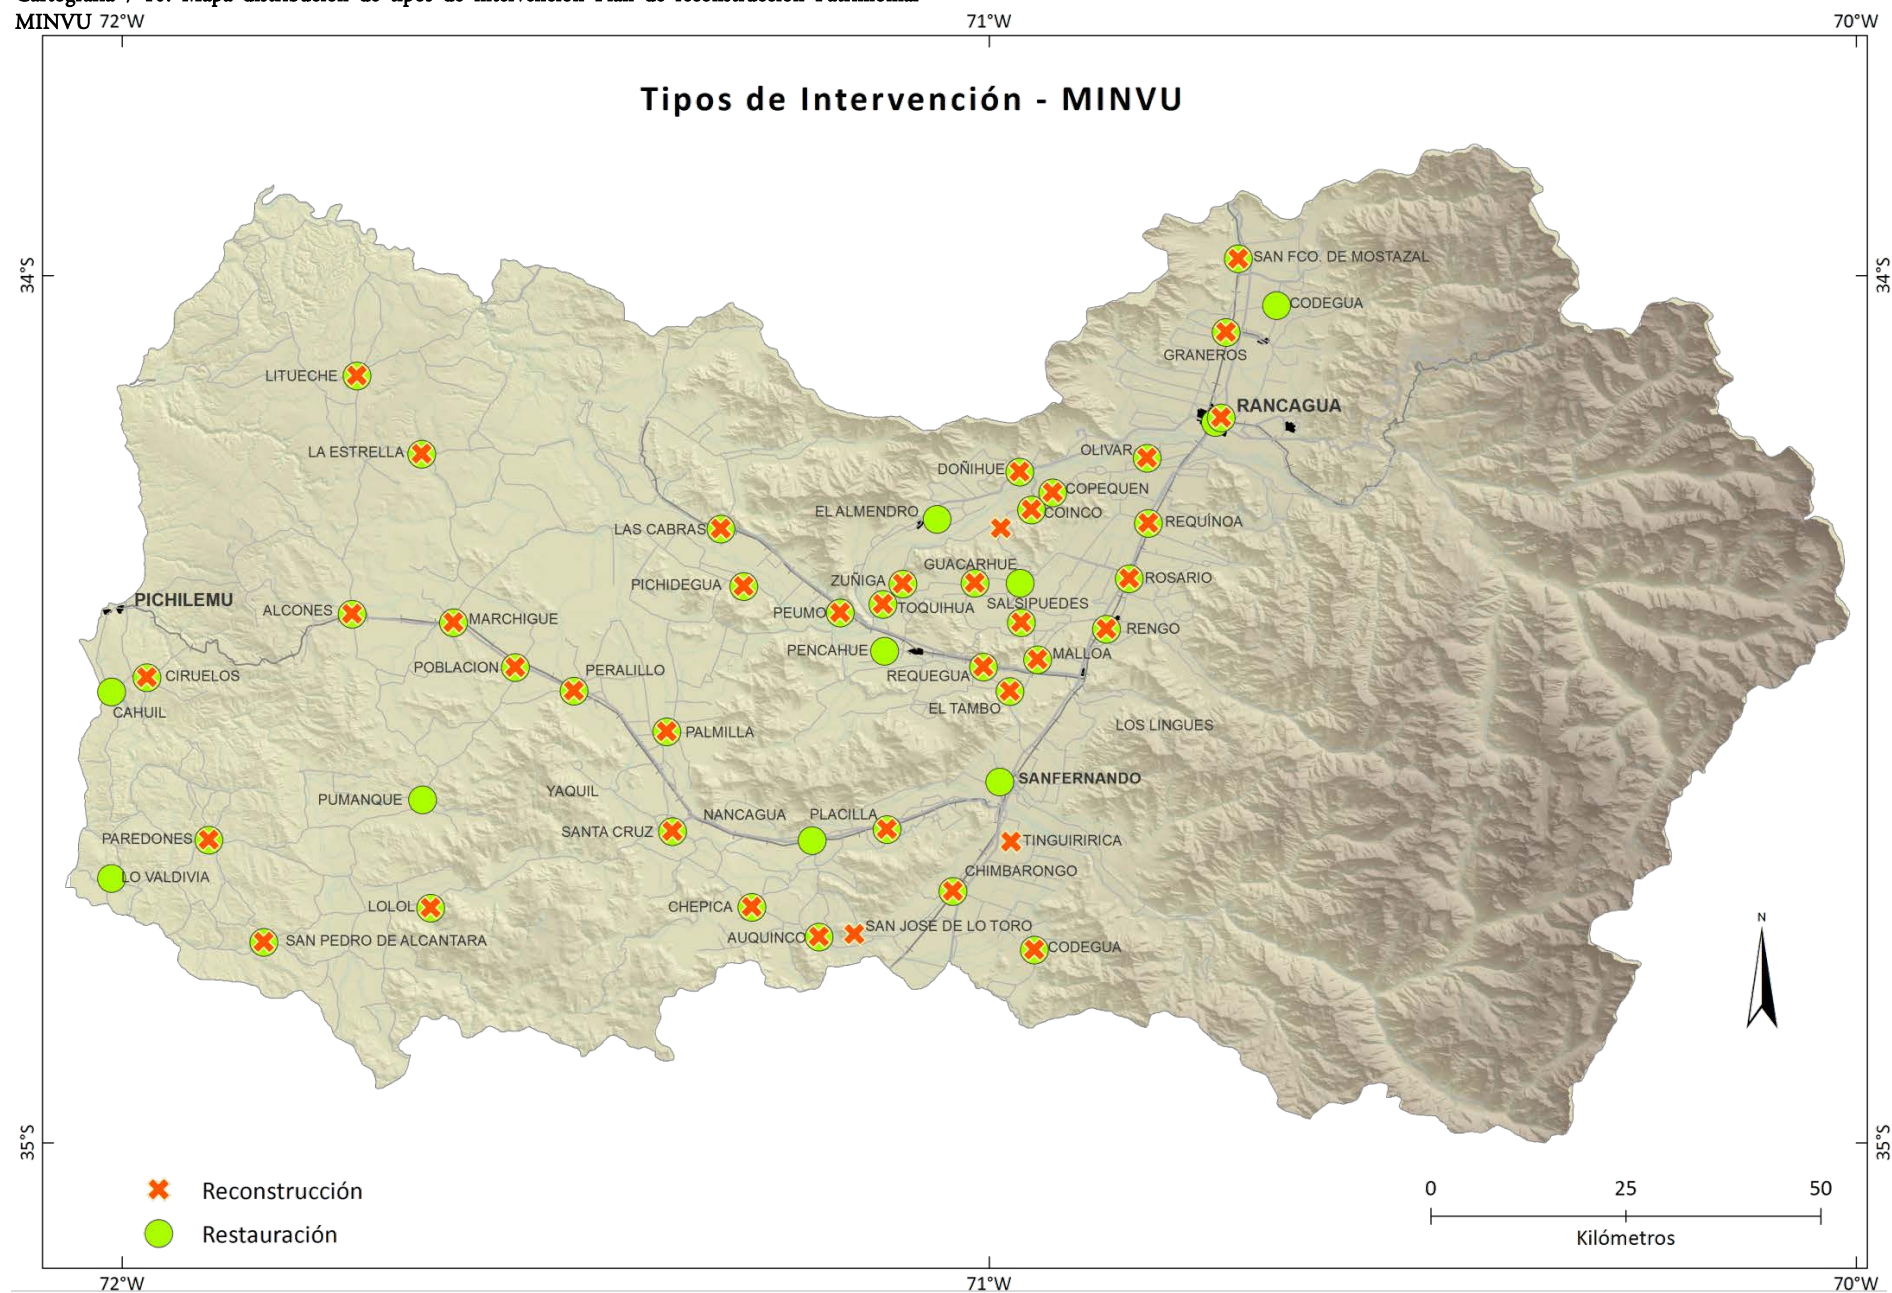 MINVU
72°W
71°W
70°W
Tipos de Intervención - MINVU
34°S
34°S
SAN FCO. DE MOSTAZAL
CODEGUA
GRANEROS
LITUECHE
RANCAGUA
LA ESTRELLA
OLIVAR
DOÑIHUE
COPEQUEN
ELALMENDRO
COINCO
LAS CABRAS
REQUÍNOA
GUACARHUE
PICHIDEGUA
ZUÑIGA
ROSARIO
PICHILEMU
ALCONES
MARCHIGUE
PEUMO
TOQUIHUA
SALSIPUEDES
RENGO
PENCAHUE
MALLOA
CIRUELOS
POBLACION
PERALILLO
REQUEGUA
CAHUIL
EL TAMBO
PALMILLA
LOS LINGUES
SANFERNANDO
YAQUIL
PUMANQUE
NANCAGUA
PLACILLA
PAREDONES
SANTA CRUZ
TINGUIRIRICA
LO VALDIVIA
CHIMBARONGO
LOLOL
CHEPICA
SAN JOSE DE LO TORO
AUQUINCO
SAN PEDRO DE ALCANTARA
CODEGUA
N
35°S
35°S
Reconstrucción
Restauración
0
25
50
Kilómetros
72°W
71°W
70°W